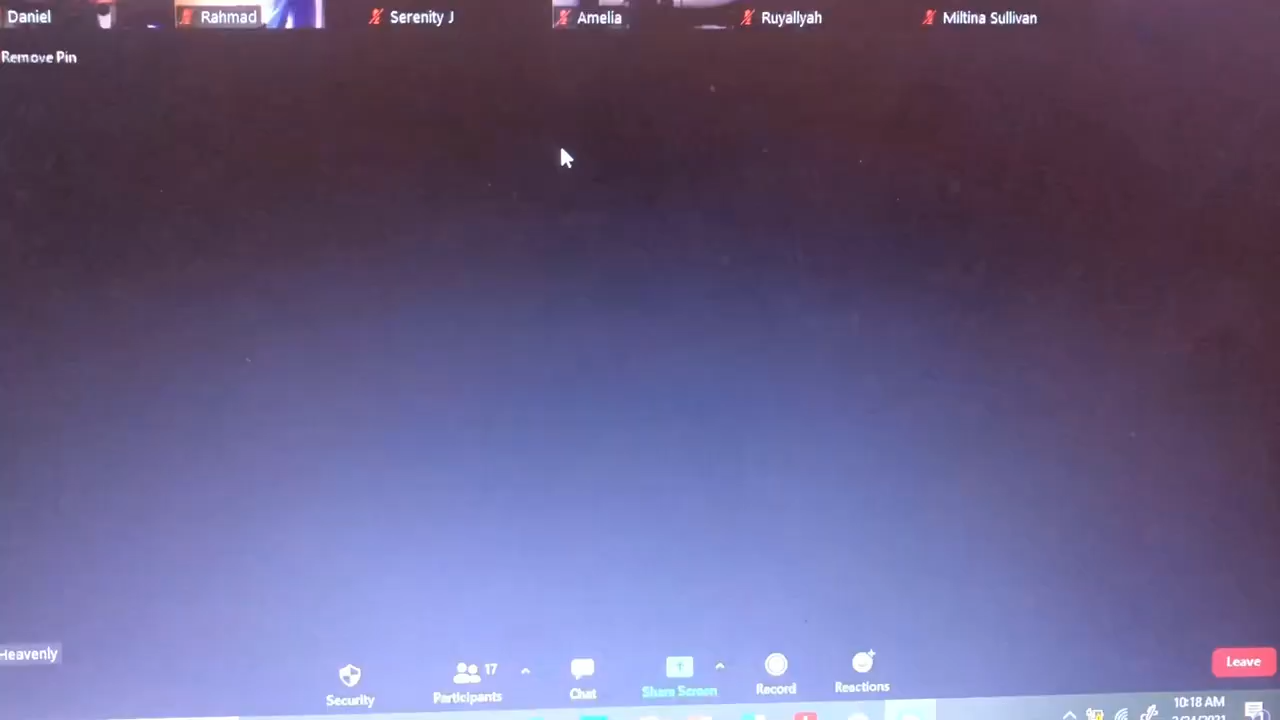 Daniel
Rahmad
Serenity J
Amelia
Ruyallyah
Miltina Sullivan
Remove Pin
Heavenly
Security
Participants
17
Chat
Share Screen
Record
Reactions
Leave
10:18 AM